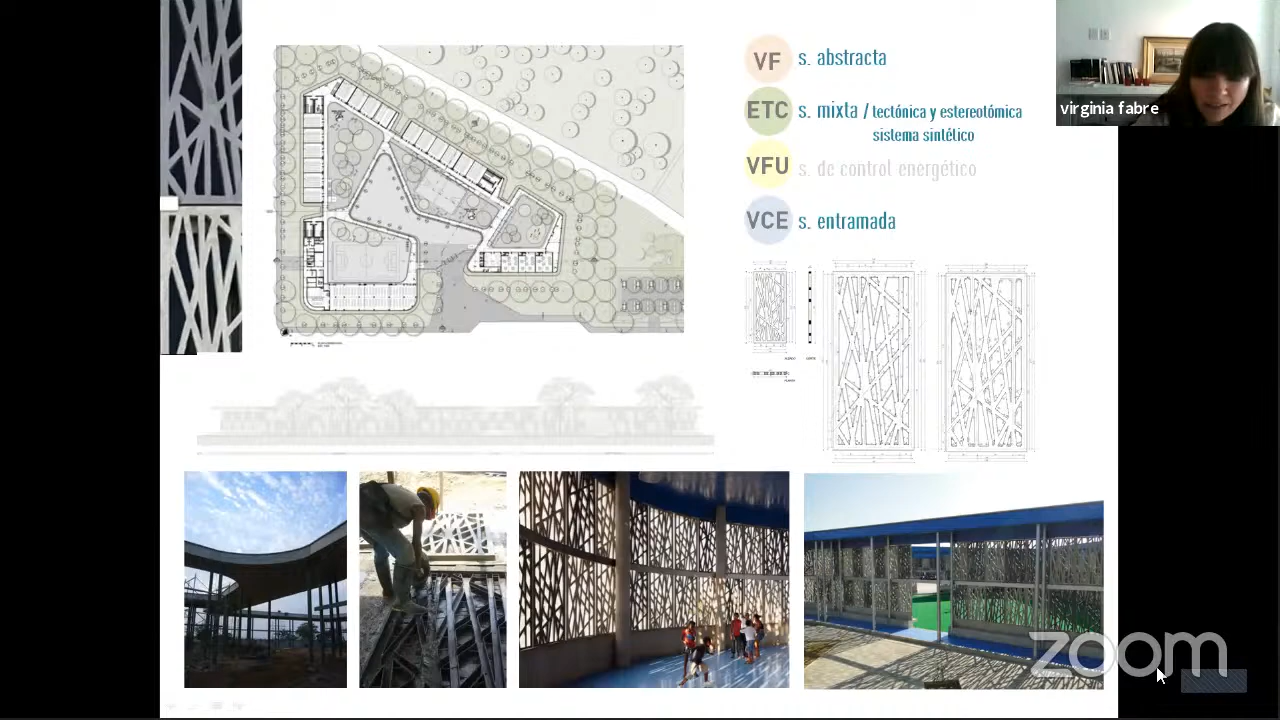 VF s. abstracta
ETC s. mixta / tectónica y estereotómica
sistema sintético
VFU s. de control energético
VCE s. entramada
virginia fabre
zoom